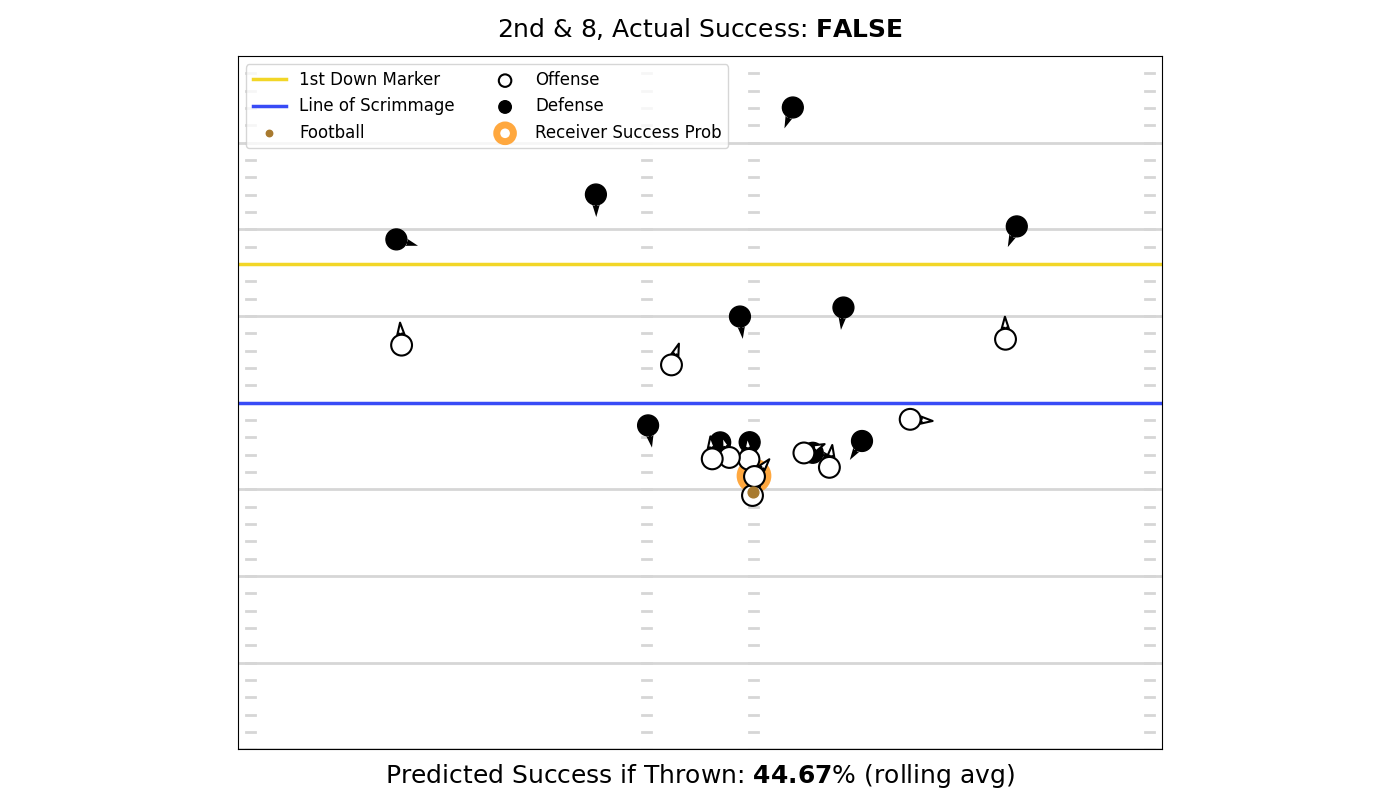 2nd & 8, Actual Success: FALSE
1st Down Marker
Line of Scrimmage
Football
Offense
Defense
Receiver Success Prob
Predicted Success if Thrown: 44.67% (rolling avg)